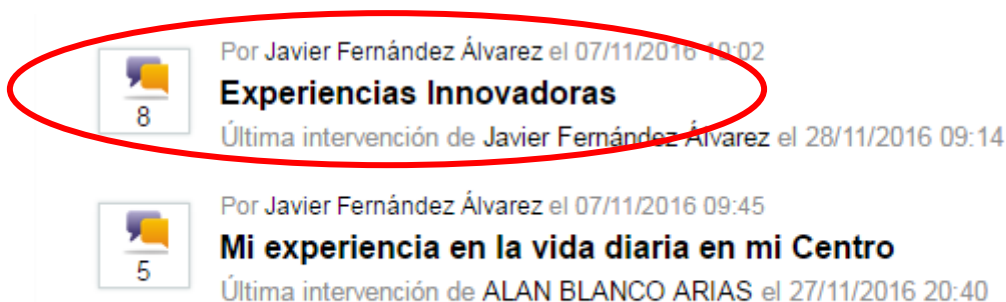 Por Javier Fernández Álvarez el 07/11/2016 10:02
8
Experiencias Innovadoras
Última intervención de Javier Fernández Álvarez el 28/11/2016 09:14
Por Javier Fernández Álvarez el 07/11/2016 09:45
5
Mi experiencia en la vida diaria en mi Centro
Última intervención de ALAN BLANCO ARIAS el 27/11/2016 20:40